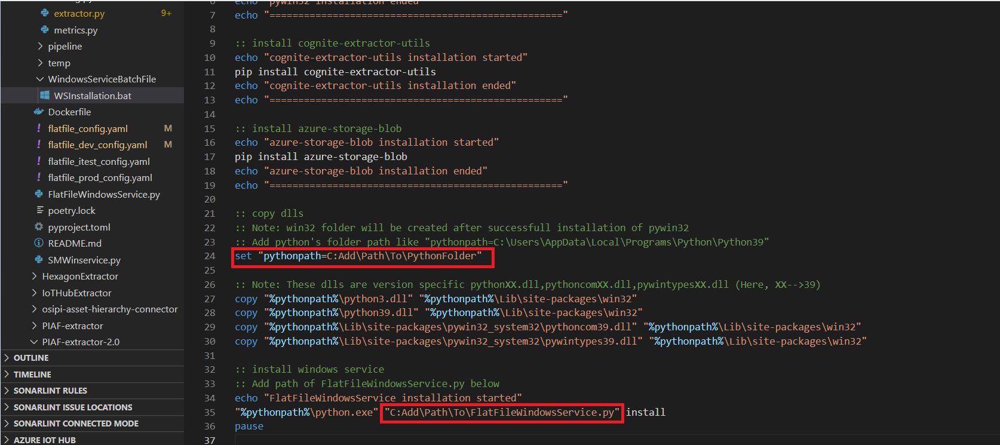 extractor.py 9+
metrics.py
pipeline
temp
WindowsServiceBatchFile
WSInstallation.bat
Dockerfile
flatfile_config.yaml M
flatfile_dev_config.yaml M
flatfile_itest_config.yaml
flatfile_prod_config.yaml
FlatFileWindowsService.py
poetry.lock
pyproject.toml
README.md
SMWinservice.py
HexagonExtractor
IoTHubExtractor
osipi-asset-hierarchy-connector
PIAF-extractor
PIAF-extractor-2.0
OUTLINE
TIMELINE
SONARLINT RULES
SONARLINT ISSUE LOCATIONS
SONARLINT CONNECTED MODE
AZURE IOT HUB
6 echo "pywin32 installation ended"
7 echo "==================================================="
8
9 :: install cognite-extractor-utils
10 echo "cognite-extractor-utils installation started"
11 pip install cognite-extractor-utils
12 echo "cognite-extractor-utils installation ended"
13 echo "==================================================="
14
15 :: install azure-storage-blob
16 echo "azure-storage-blob installation started"
17 pip install azure-storage-blob
18 echo "azure-storage-blob installation ended"
19 echo "==================================================="
20
21 :: copy dlls
22 :: Note: win32 folder will be created after successfull installation of pywin32
23 :: Add python's folder path like "pythonpath=C:\Users\AppData\Local\Programs\Python\Python39"
24 set "pythonpath=C:Add\Path\To\PythonFolder"
25
26 :: Note: These dlls are version specific pythonXX.dll,pythoncomXX.dll,pywintypesXX.dll (Here, XX-->39)
27 copy "%pythonpath%\python3.dll" "%pythonpath%\Lib\site-packages\win32"
28 copy "%pythonpath%\python39.dll" "%pythonpath%\Lib\site-packages\win32"
29 copy "%pythonpath%\Lib\site-packages\pywin32_system32\pythoncom39.dll" "%pythonpath%\Lib\site-packages\win32"
30 copy "%pythonpath%\Lib\site-packages\pywin32_system32\pywintypes39.dll" "%pythonpath%\Lib\site-packages\win32"
31
32 :: install windows service
33 :: Add path of FlatFileWindowsService.py below
34 echo "FlatFileWindowsService installation started"
35 "%pythonpath%\python.exe" "C:Add\Path\To\FlatFileWindowsService.py" install
36 pause
37